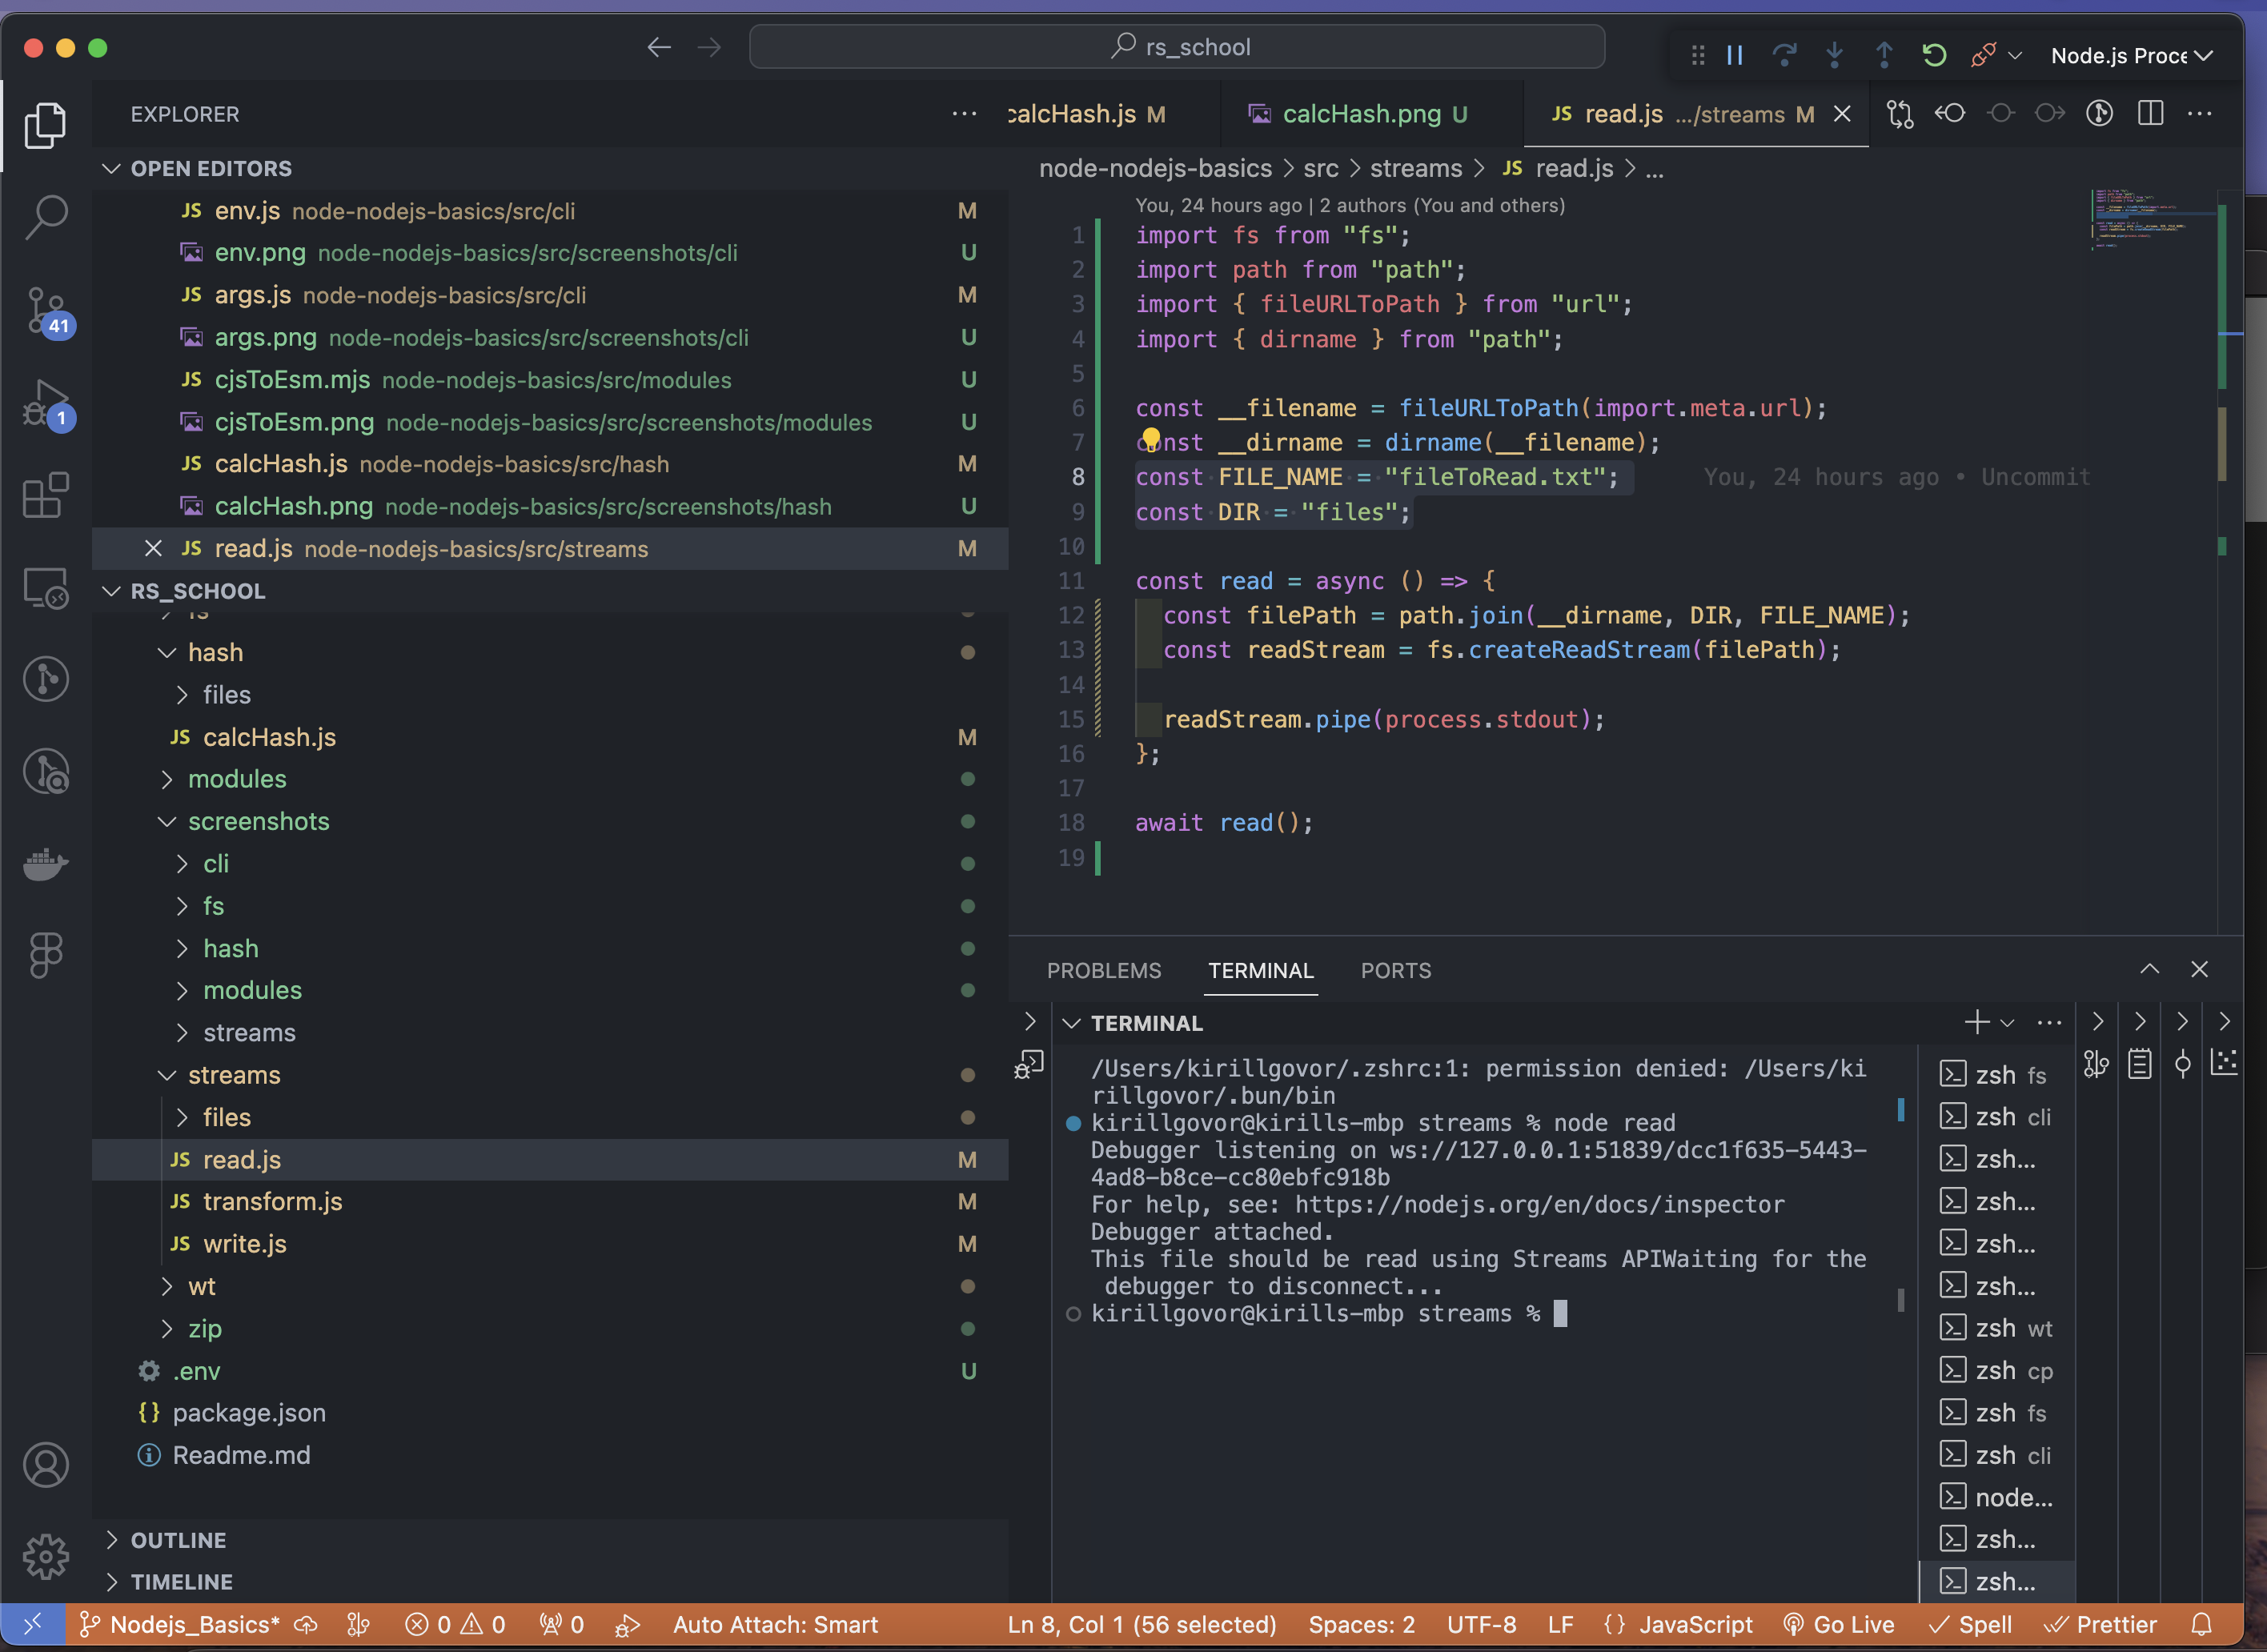 rs_school
Node.js Proce
EXPLORER
calcHash.js M
calcHash.png U
JS read.js .../streams M
OPEN EDITORS
JS env.js node-nodejs-basics/src/cli M
env.png node-nodejs-basics/src/screenshots/cli U
JS args.js node-nodejs-basics/src/cli M
args.png node-nodejs-basics/src/screenshots/cli U
JS cjsToEsm.mjs node-nodejs-basics/src/modules U
cjsToEsm.png node-nodejs-basics/src/screenshots/modules U
JS calcHash.js node-nodejs-basics/src/hash M
calcHash.png node-nodejs-basics/src/screenshots/hash U
JS read.js node-nodejs-basics/src/streams M
RS_SCHOOL
fs
hash
files
JS calcHash.js M
modules
screenshots
cli
fs
hash
modules
streams
streams
files
JS read.js M
JS transform.js M
JS write.js M
wt
zip
.env U
{} package.json
Readme.md
OUTLINE
TIMELINE
41
1
node-nodejs-basics > src > streams > JS read.js > ...
You, 24 hours ago | 2 authors (You and others)
1 import fs from "fs";
2 import path from "path";
3 import { fileURLToPath } from "url";
4 import { dirname } from "path";
5
6 const __filename = fileURLToPath(import.meta.url);
7 const __dirname = dirname(__filename);
8 const FILE_NAME = "fileToRead.txt"; You, 24 hours ago • Uncommit
9 const DIR = "files";
10
11 const read = async () => {
12 const filePath = path.join(__dirname, DIR, FILE_NAME);
13 const readStream = fs.createReadStream(filePath);
14
15 readStream.pipe(process.stdout);
16 };
17
18 await read();
19
PROBLEMS
TERMINAL
PORTS
TERMINAL
/Users/kirillgovor/.zshrc:1: permission denied: /Users/ki
rillgovor/.bun/bin
kirillgovor@kirills-mbp streams % node read
Debugger listening on ws://127.0.0.1:51839/dcc1f635-5443-
4ad8-b8ce-cc80ebfc918b
For help, see: https://nodejs.org/en/docs/inspector
Debugger attached.
This file should be read using Streams APIWaiting for the
debugger to disconnect...
kirillgovor@kirills-mbp streams %
zsh fs
zsh cli
zsh...
zsh...
zsh...
zsh...
zsh wt
zsh cp
zsh fs
zsh cli
node...
zsh...
zsh...
Nodejs_Basics*
0
0
0
Auto Attach: Smart
Ln 8, Col 1 (56 selected)
Spaces: 2
UTF-8
LF
{} JavaScript
Go Live
Spell
Prettier